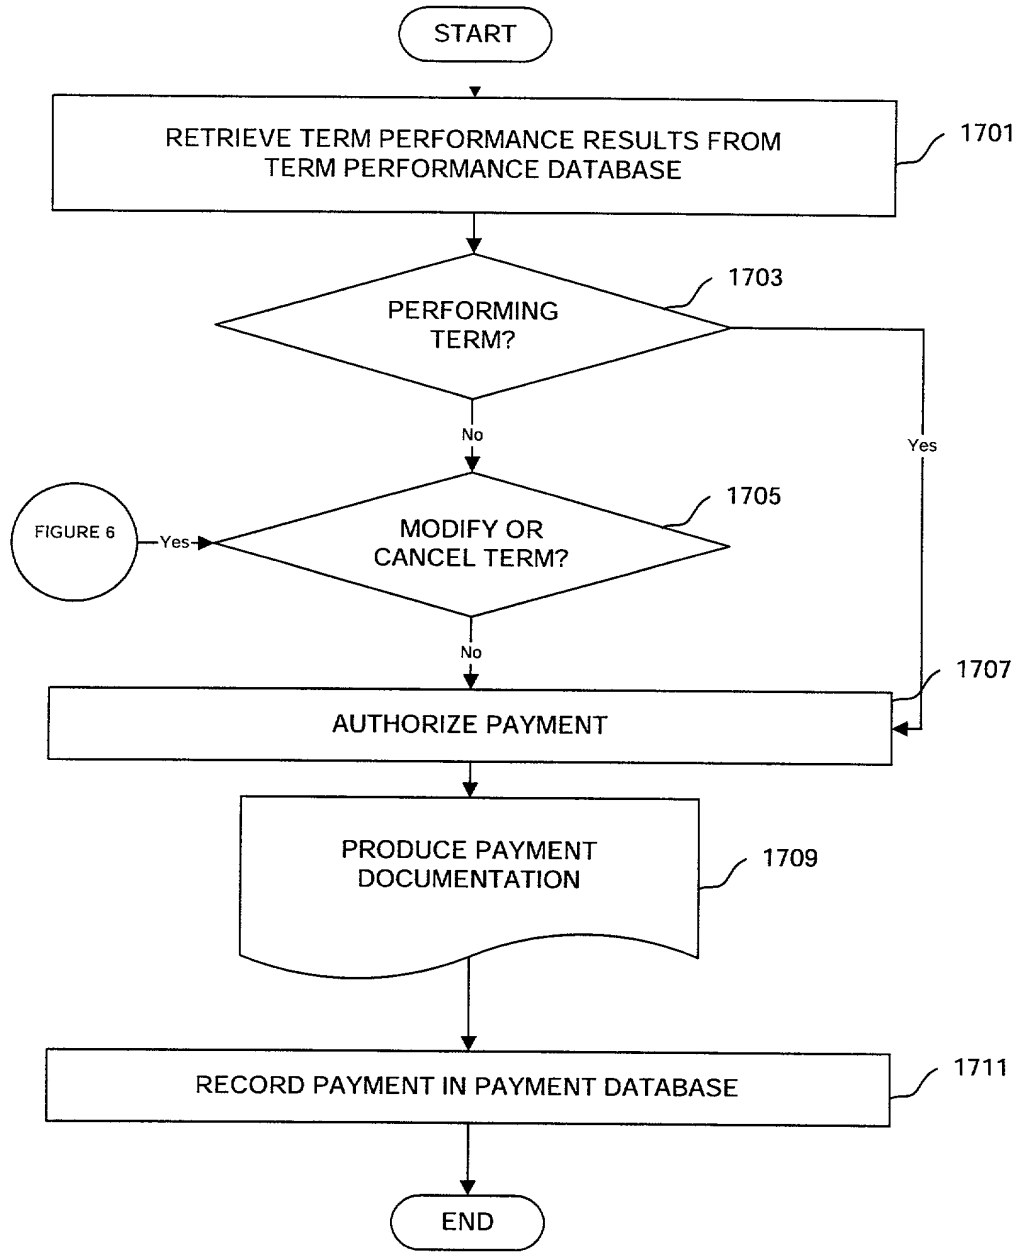 START
RETRIEVE TERM PERFORMANCE RESULTS FROM
TERM PERFORMANCE DATABASE
1701
PERFORMING
TERM?
1703
No
Yes
FIGURE 6
Yes
MODIFY OR
CANCEL TERM?
1705
No
AUTHORIZE PAYMENT
1707
PRODUCE PAYMENT
DOCUMENTATION
1709
RECORD PAYMENT IN PAYMENT DATABASE
1711
END